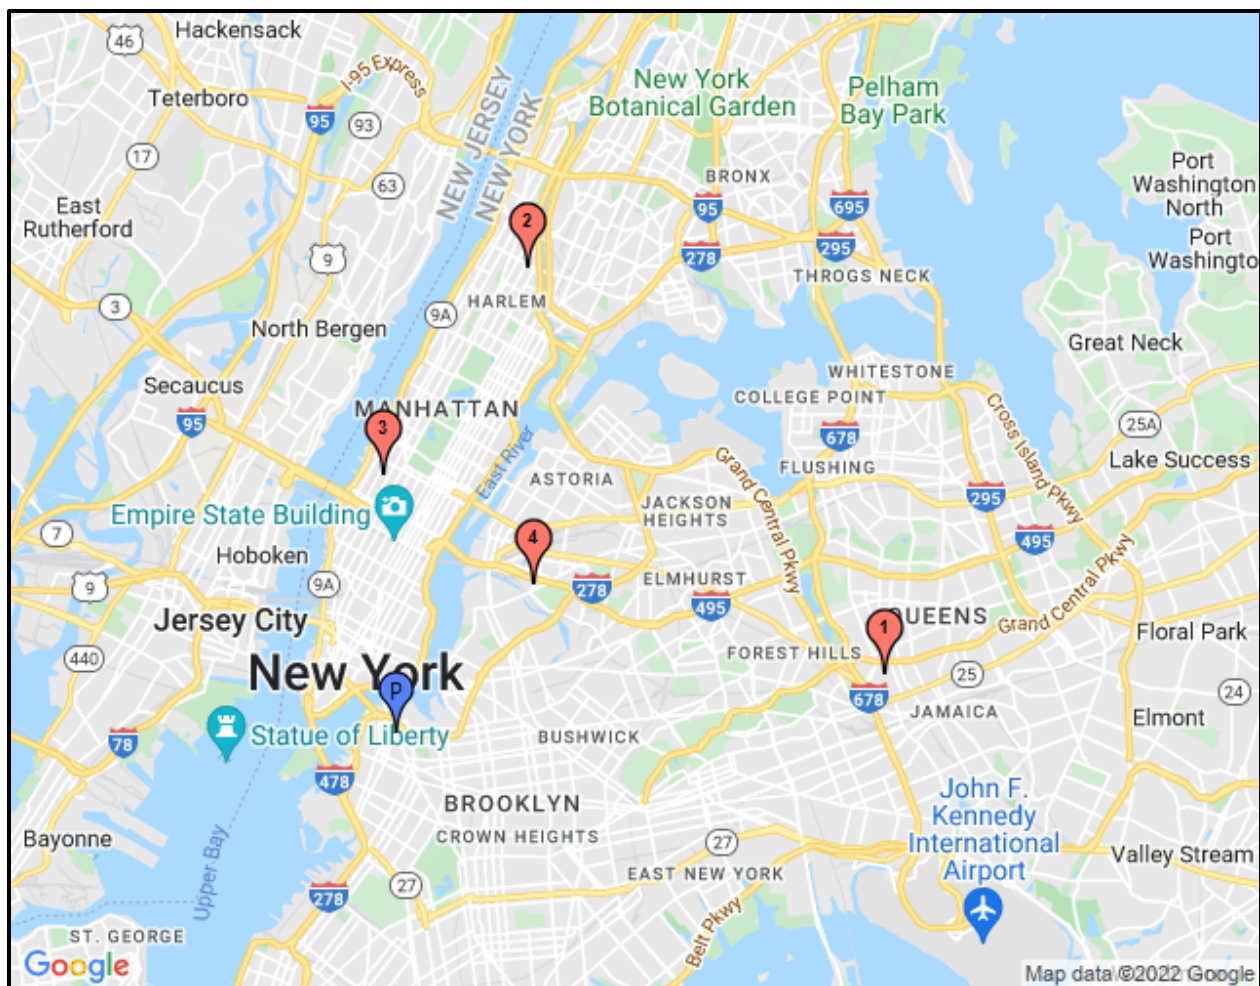 Hackensack
46
I-95 Express
Teterboro
95
93
17
63
NEW JERSEY
NEW YORK
New York
Botanical Garden
Pelham
Bay Park
BRONX
95
695
278
295
THROGS NECK
Port
Washington
North
Port
Washingto
East
Rutherford
9
2
HARLEM
3
9A
North Bergen
Great Neck
Secaucus
WHITESTONE
COLLEGE POINT
95
MANHATTAN
3
678
Cross Island Pkwy
25A
East River
ASTORIA
Grand Central Pkwy
FLUSHING
Lake Success
JACKSON
HEIGHTS
295
Empire State Building
7
Hoboken
4
495
9
9A
278
ELMHURST
495
Grand Central Pkwy
Jersey City
1
QUEENS
Floral Park
440
New York
FOREST HILLS
P
678
25
24
JAMAICA
Elmont
78
Statue of Liberty
BUSHWICK
478
BROOKLYN
CROWN HEIGHTS
John F.
Kennedy
International
Airport
Bayonne
27
Valley Stream
Upper Bay
278
27
EAST NEW YORK
Belt Pkwy
ST. GEORGE
Google
Map data ©2022 Google